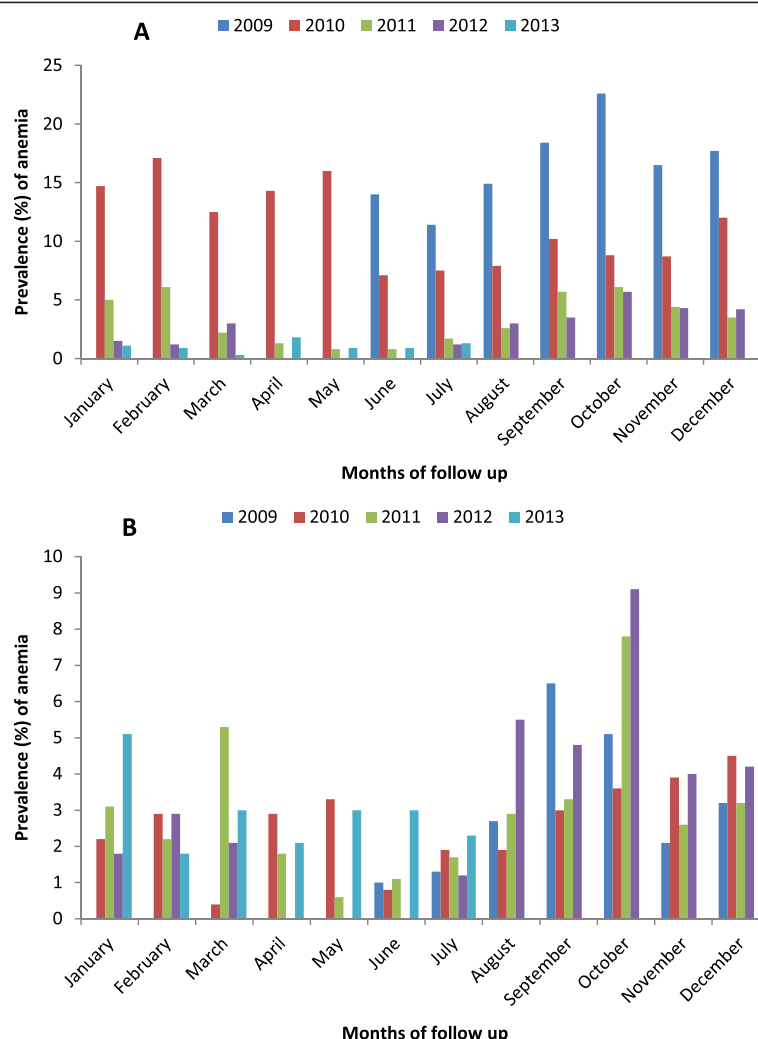 A
2009 2010 2011 2012 2013
Prevalence (%) of anemia
25
20
15
10
5
0
January February March April May June July August September October November December
Months of follow up
B
2009 2010 2011 2012 2013
Prevalence (%) of anemia
10
9
8
7
6
5
4
3
2
1
0
January February March April May June July August September October November December
Months of follow up